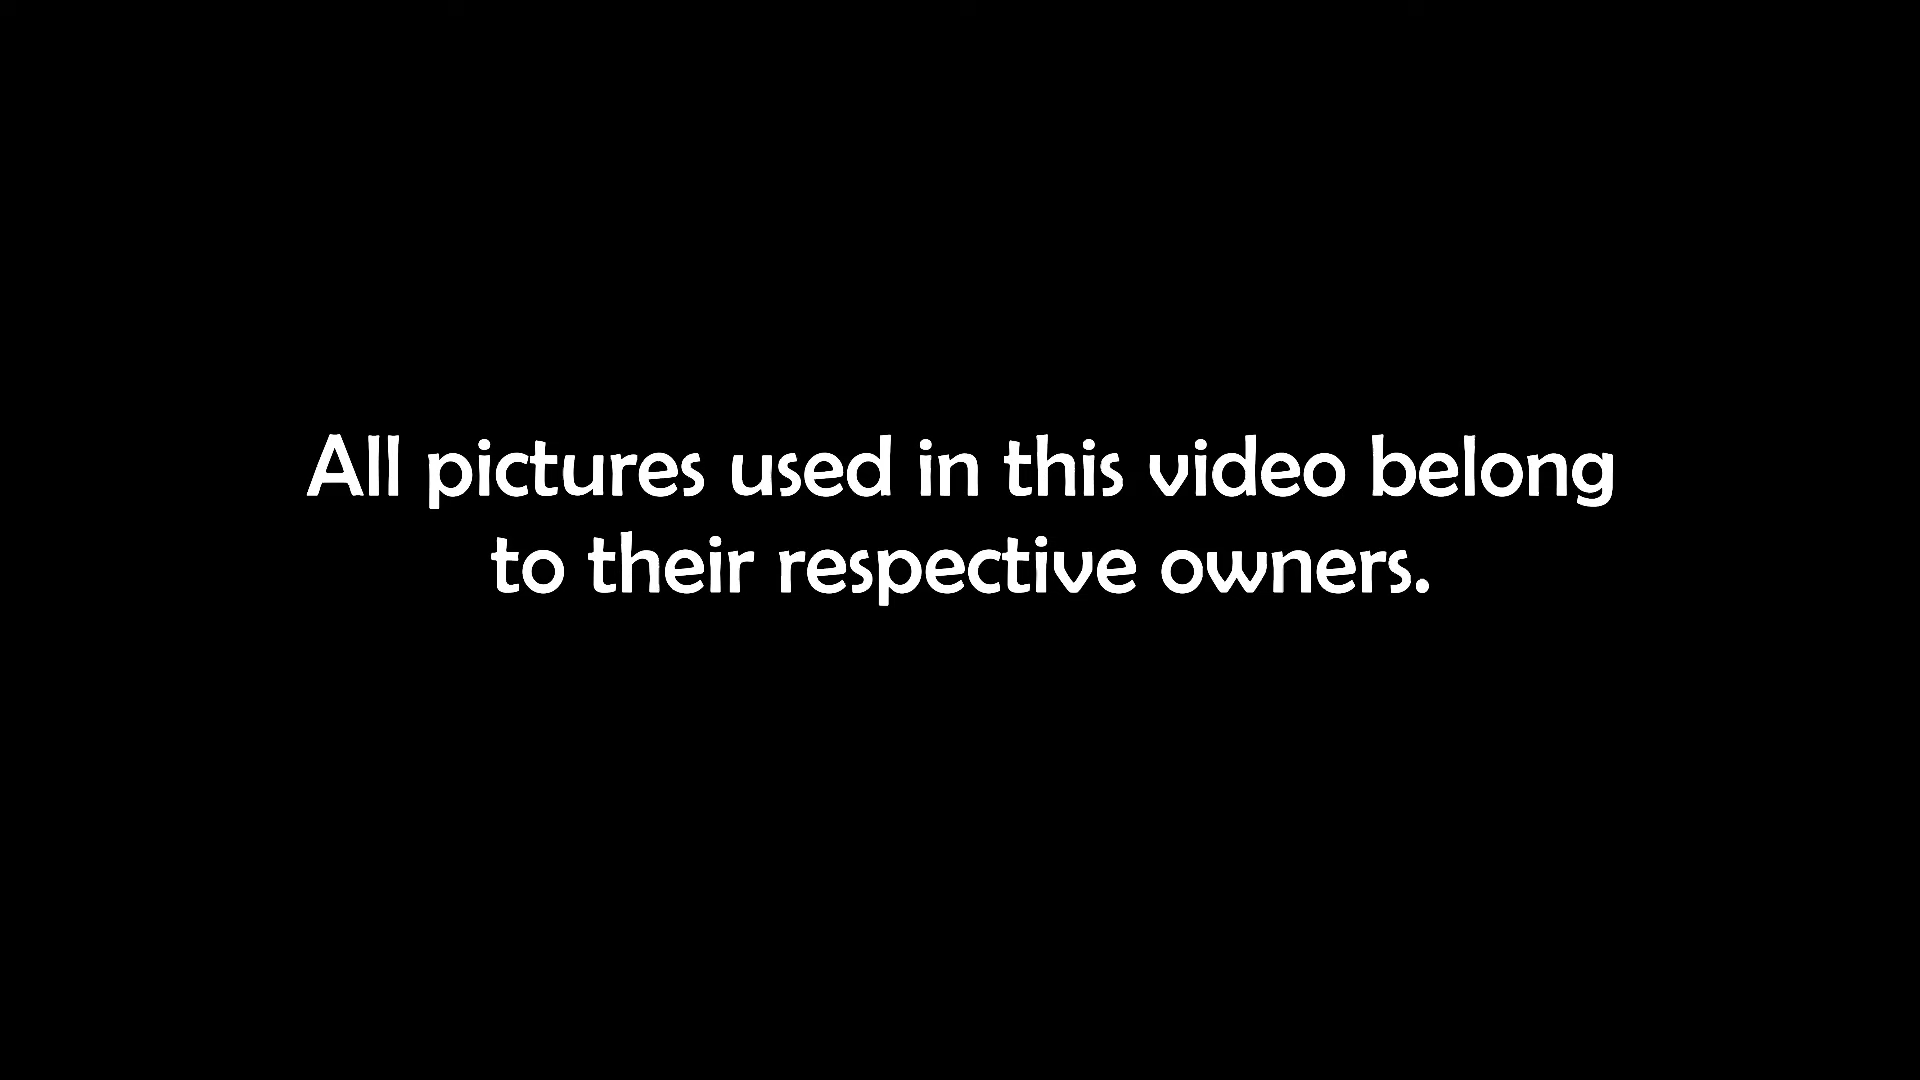 All pictures used in this video belong
to their respective owners.